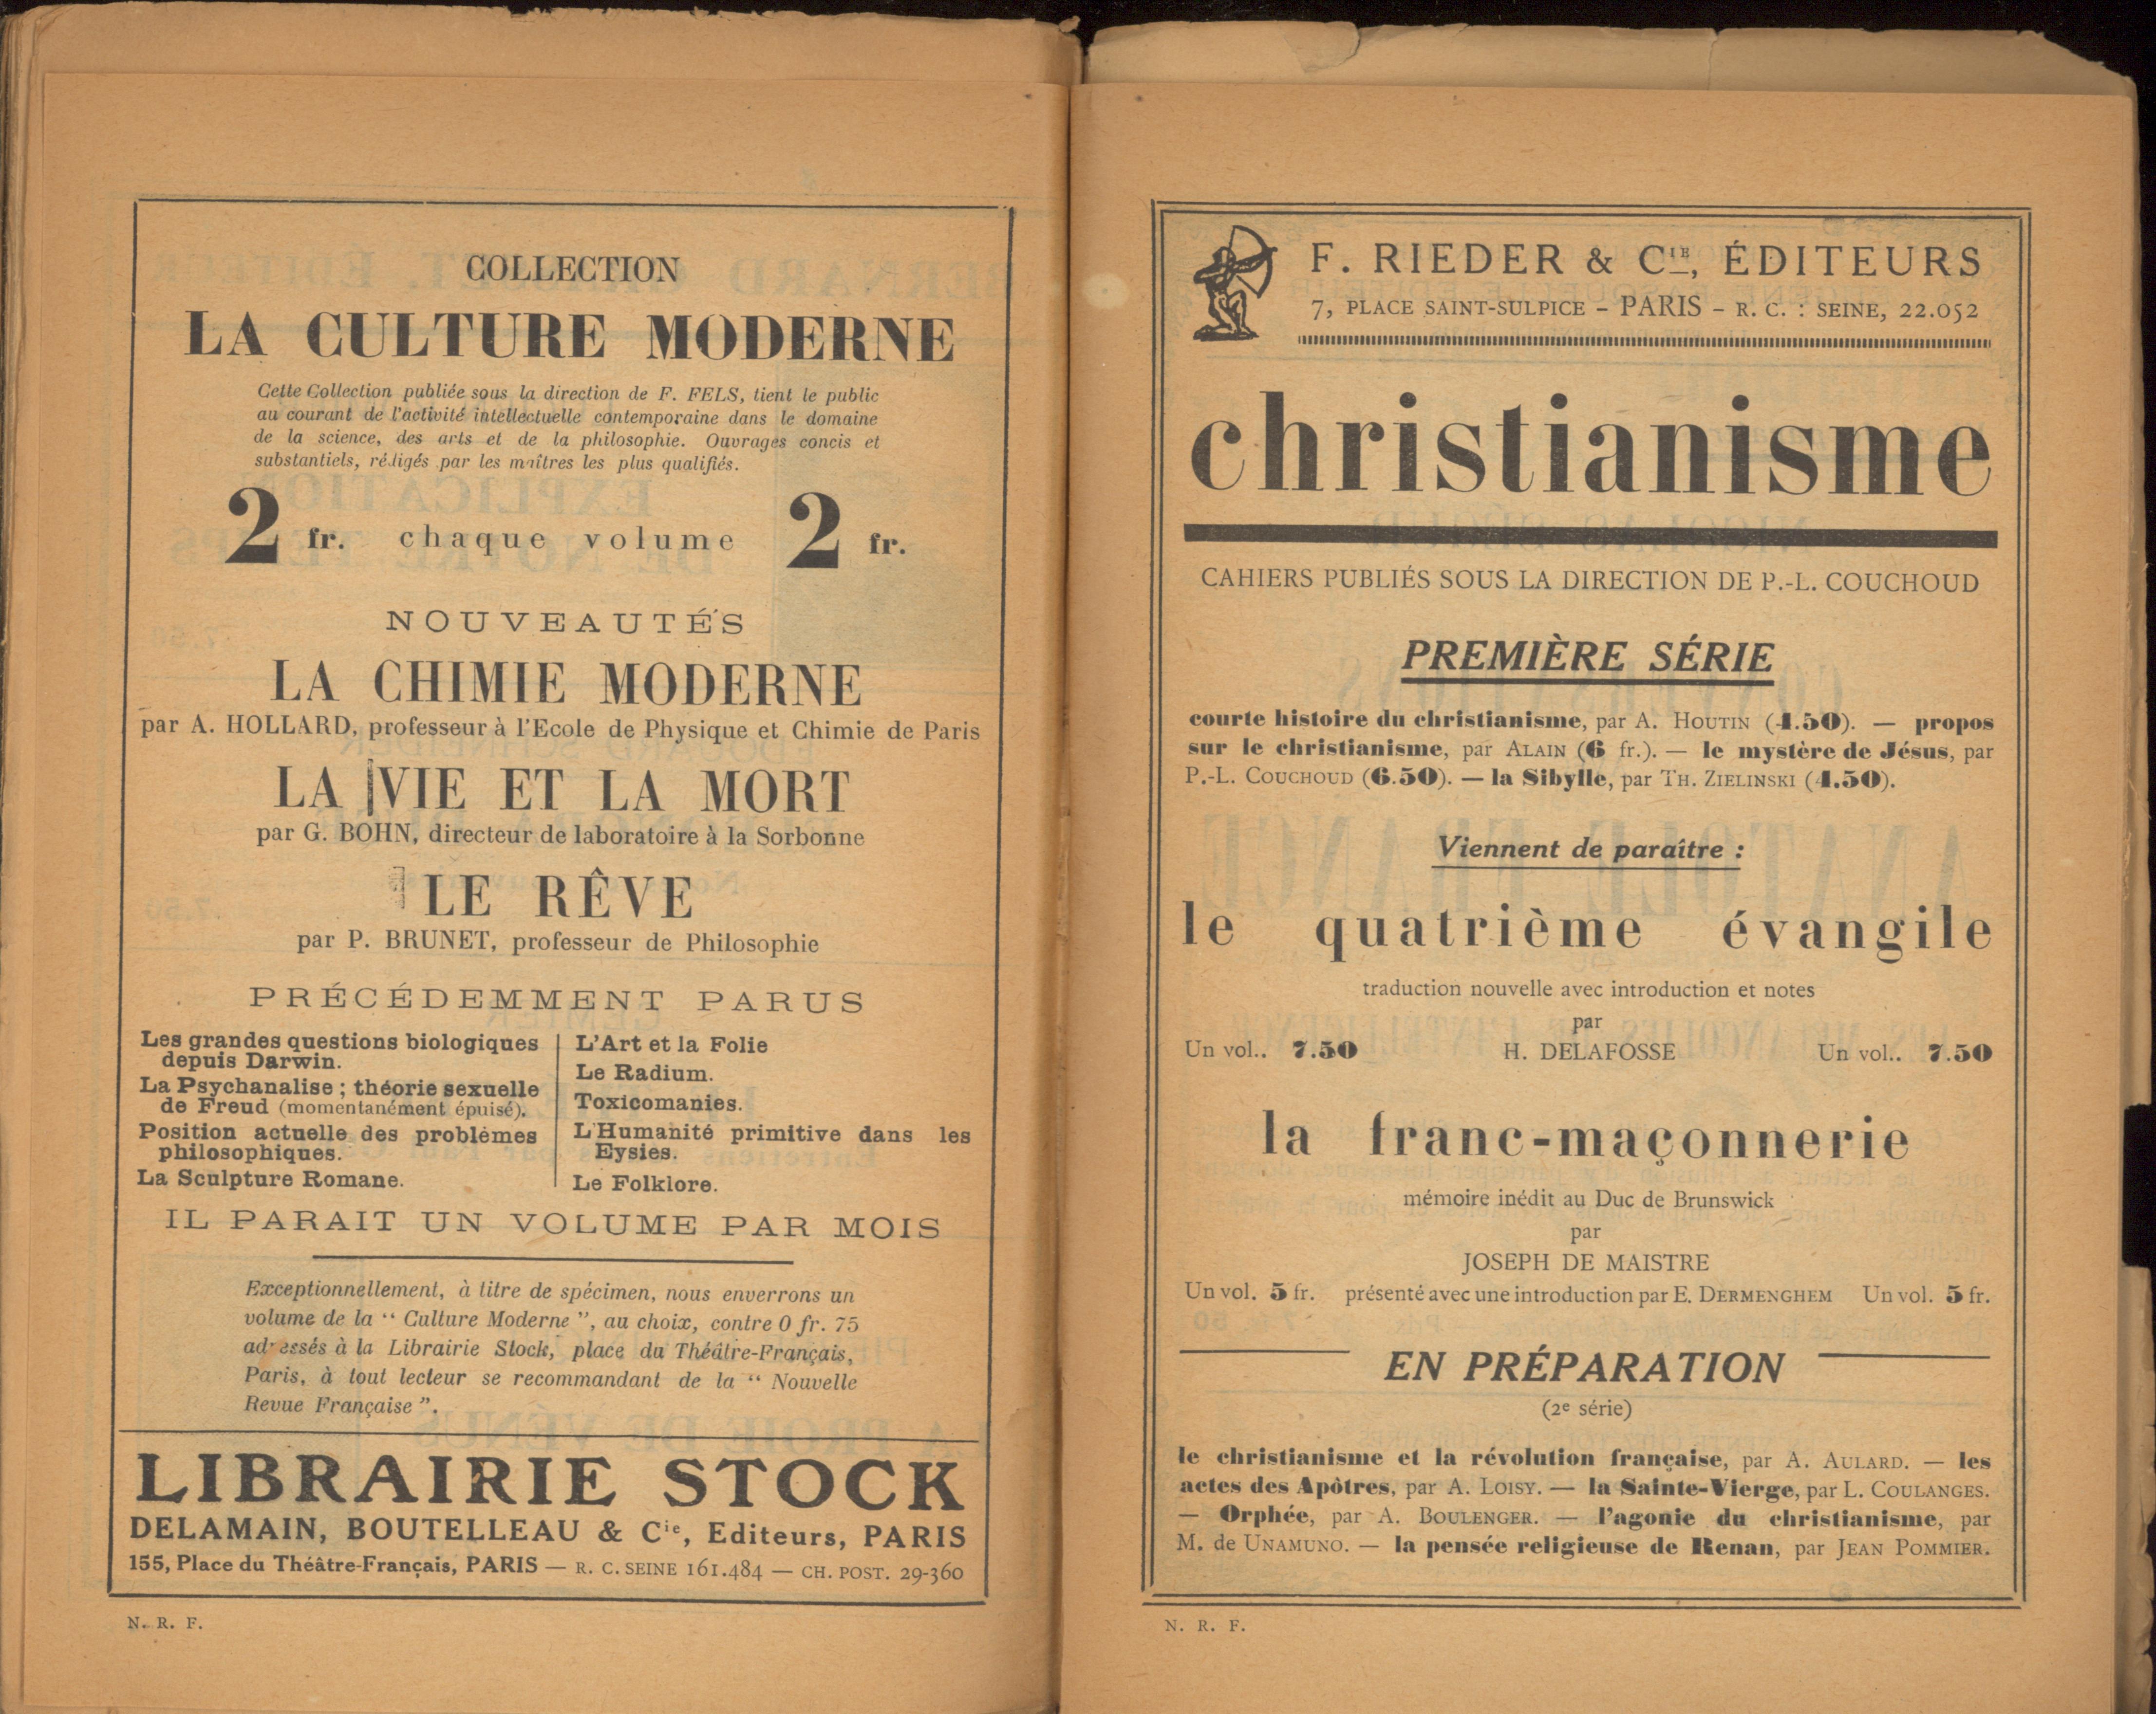 COLLECTION
LA CULTURE MODERNE
Cette Collection publiée sous la direction de F. FELS, tient le public
au courant de l'activité intellectuelle contemporaine dans le domaine
de la science, des arts et de la philosophie. Ouvrages concis et
substantiels, rédigés par les maîtres les plus qualifiés.
2 fr. chaque volume 2 fr.
NOUVEAUTÉS
LA CHIMIE MODERNE
par A. HOLLARD, professeur à l'Ecole de Physique et Chimie de Paris
LA VIE ET LA MORT
par G. BOHN, directeur de laboratoire à la Sorbonne
LE RÊVE
par P. BRUNET, professeur de Philosophie
PRÉCÉDEMMENT PARUS
Les grandes questions biologiques
depuis Darwin.
La Psychanalise ; théorie sexuelle
de Freud (momentanément épuisé).
Position actuelle des problèmes
philosophiques.
La Sculpture Romane.
L'Art et la Folie
Le Radium.
Toxicomanies.
L'Humanité primitive dans les
Eysies.
Le Folklore.
IL PARAIT UN VOLUME PAR MOIS
Exceptionnellement, à titre de spécimen, nous enverrons un
volume de la “ Culture Moderne ”, au choix, contre 0 fr. 75
adressés à la Librairie Stock, place du Théâtre-Français,
Paris, à tout lecteur se recommandant de la “ Nouvelle
Revue Française ”.
LIBRAIRIE STOCK
DELAMAIN, BOUTELLEAU & Cie, Editeurs, PARIS
155, Place du Théâtre-Français, PARIS — R. C. SEINE 161.484 — CH. POST. 29-360
N. R. F.
F. RIEDER & CIE, ÉDITEURS
7, PLACE SAINT-SULPICE – PARIS – R. C. : SEINE, 22.052
christianisme
CAHIERS PUBLIÉS SOUS LA DIRECTION DE P.-L. COUCHOUD
PREMIÈRE SÉRIE
courte histoire du christianisme, par A. HOUTIN (4.50). — propos
sur le christianisme, par ALAIN (6 fr.). — le mystère de Jésus, par
P.-L. COUCHOUD (6.50). — la Sibylle, par TH. ZIELINSKI (4.50).
Viennent de paraître :
le quatrième évangile
traduction nouvelle avec introduction et notes
par
Un vol.. 7.50 H. DELAFOSSE Un vol.. 7.50
la franc-maçonnerie
mémoire inédit au Duc de Brunswick
par
JOSEPH DE MAISTRE
Un vol. 5 fr. présenté avec une introduction par E. DERMENGHEM Un vol. 5 fr.
EN PRÉPARATION
(2e série)
le christianisme et la révolution française, par A. AULARD. — les
actes des Apôtres, par A. LOISY. — la Sainte-Vierge, par L. COULANGES.
— Orphée, par A. BOULENGER. — l'agonie du christianisme, par
M. de UNAMUNO. — la pensée religieuse de Renan, par JEAN POMMIER.
N. R. F.